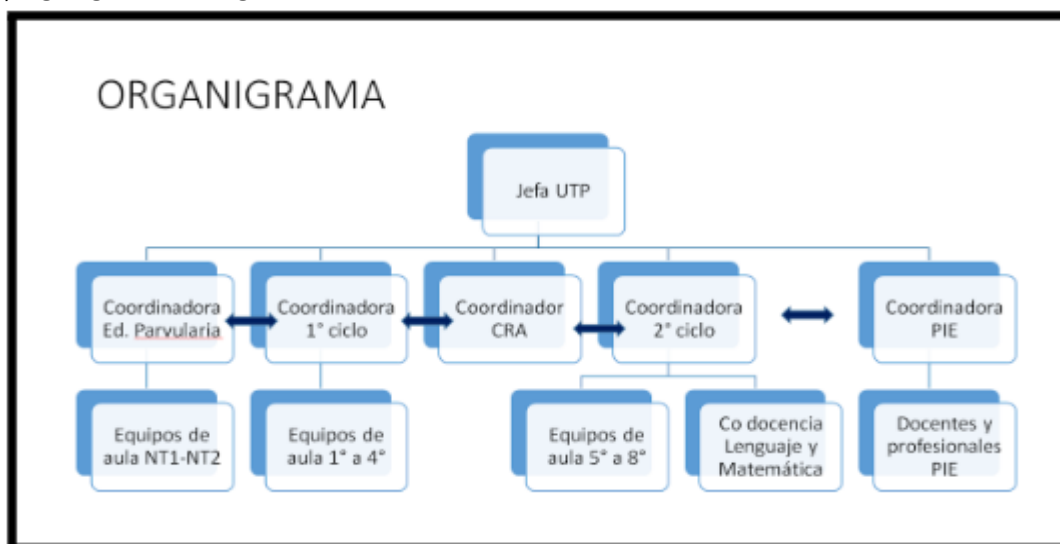 ORGANIGRAMA
Jefa UTP
Coordinadora
Ed. Parvularia
Coordinadora
1° ciclo
Coordinador
CRA
Coordinadora
2° ciclo
Coordinadora
PIE
Equipos de
aula NT1-NT2
Equipos de
aula 1° a 4°
Equipos de
aula 5° a 8°
Co docencia
Lenguaje y
Matemática
Docentes y
profesionales
PIE